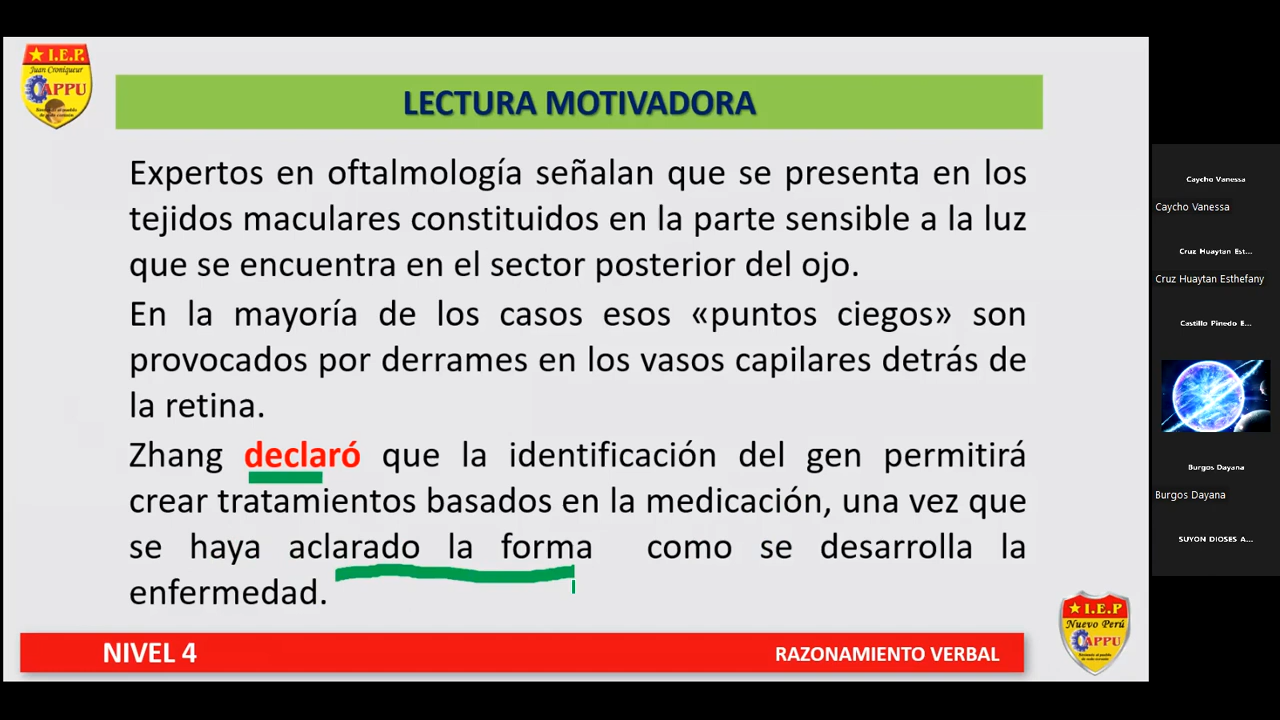 ★ I.E.P.
Juan Croniqueur
CAPPU
LECTURA MOTIVADORA
Expertos en oftalmología señalan que se presenta en los
tejidos maculares constituidos en la parte sensible a la luz
que se encuentra en el sector posterior del ojo.
En la mayoría de los casos esos «puntos ciegos» son
provocados por derrames en los vasos capilares detrás de
la retina.
Zhang declaró que la identificación del gen permitirá
crear tratamientos basados en la medicación, una vez que
se haya aclarado la forma como se desarrolla la
enfermedad.
NIVEL 4
RAZONAMIENTO VERBAL
★ I.E.P
Nuevo Perú
CAPPU
Caycho Vanessa
Caycho Vanessa
Cruz Huaytan Est...
Cruz Huaytan Esthefany
Castillo Pinedo E...
Burgos Dayana
Burgos Dayana
SUYON DIOSES A...